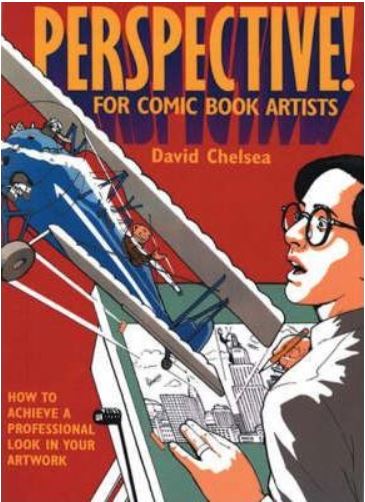 PERSPECTIVE!
FOR COMIC BOOK ARTISTS
David Chelsea
HOW TO
ACHIEVE A
PROFESSIONAL
LOOK IN YOUR
ARTWORK